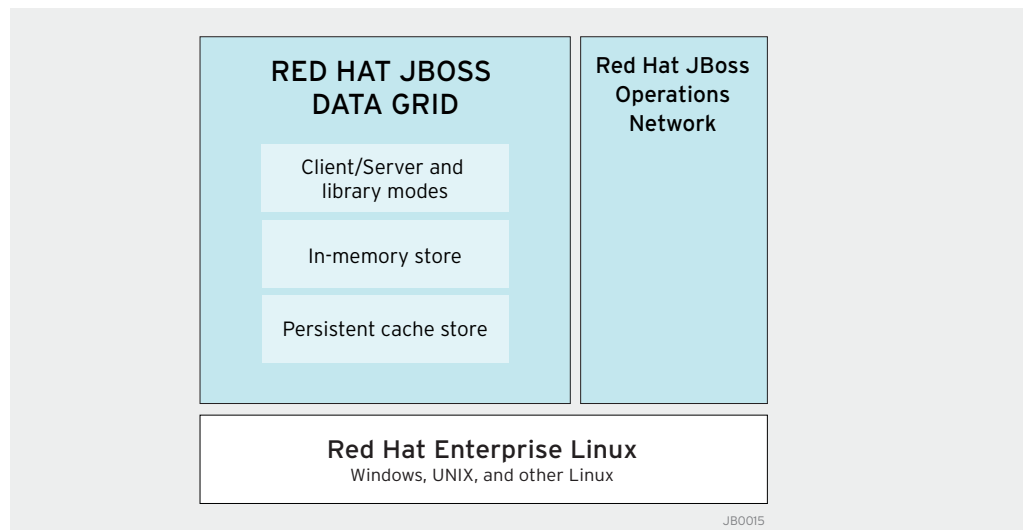 RED HAT JBOSS
DATA GRID
Client/Server and
library modes
In-memory store
Persistent cache store
Red Hat JBoss
Operations
Network
Red Hat Enterprise Linux
Windows, UNIX, and other Linux
JB0015